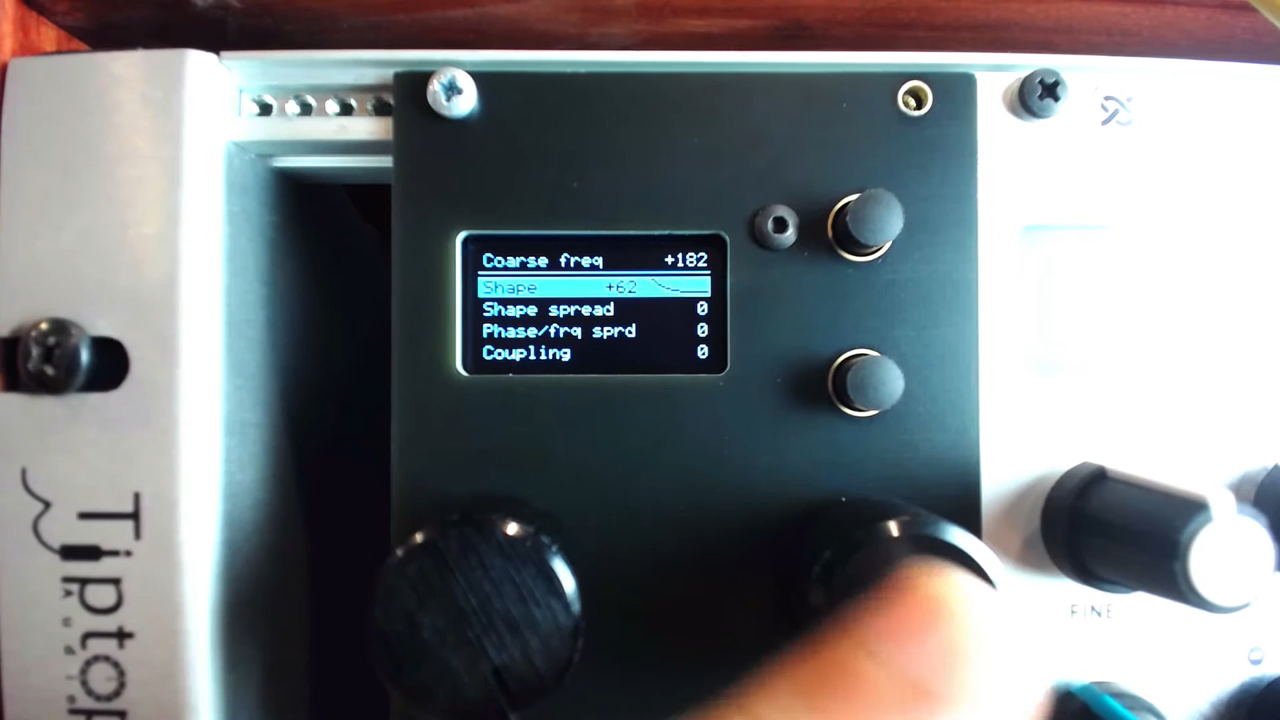 Coarse freq +182
Shape +62
Shape spread 0
Phase/frq sprd 0
Coupling 0
FINE
Tiptop
AUDIO